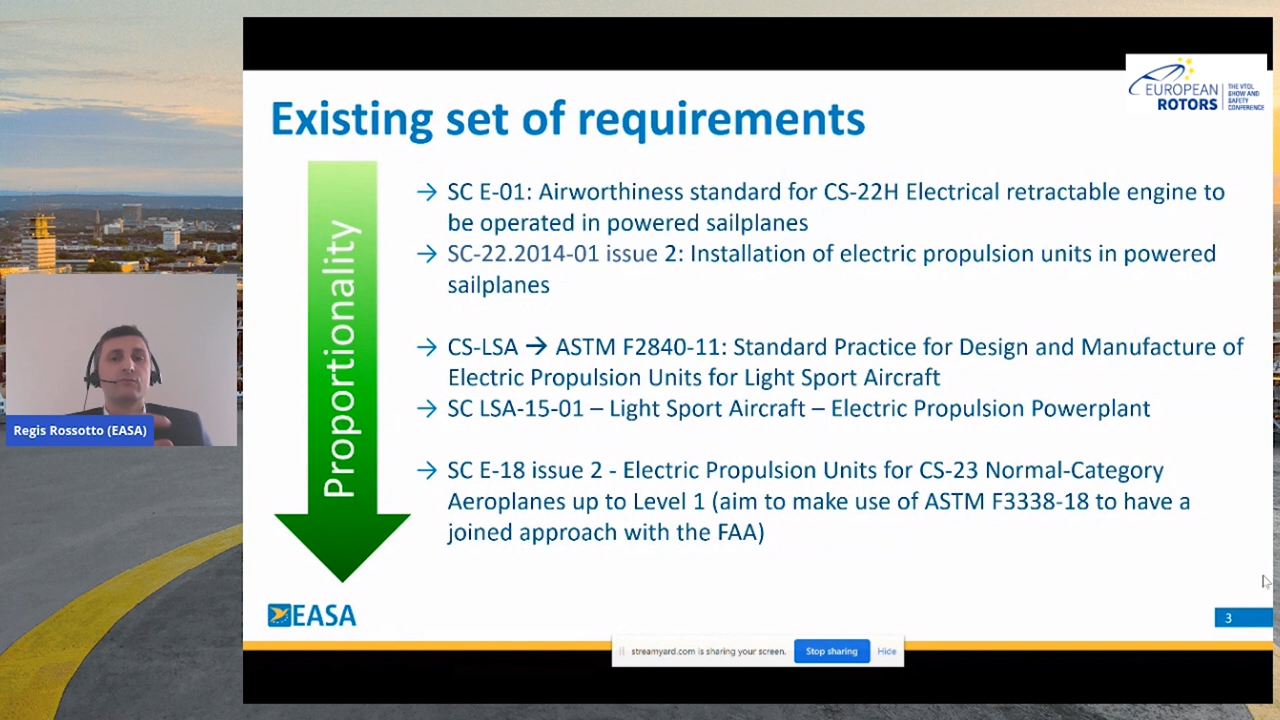 EUROPEAN
ROTORS
THE VTOL
SHOW AND
SAFETY
CONFERENCE
Existing set of requirements
Proportionality
→ SC E-01: Airworthiness standard for CS-22H Electrical retractable engine to
be operated in powered sailplanes
→ SC-22.2014-01 issue 2: Installation of electric propulsion units in powered
sailplanes
→ CS-LSA → ASTM F2840-11: Standard Practice for Design and Manufacture of
Electric Propulsion Units for Light Sport Aircraft
→ SC LSA-15-01 – Light Sport Aircraft – Electric Propulsion Powerplant
→ SC E-18 issue 2 - Electric Propulsion Units for CS-23 Normal-Category
Aeroplanes up to Level 1 (aim to make use of ASTM F3338-18 to have a
joined approach with the FAA)
Regis Rossotto (EASA)
EASA
3
streamyard.com is sharing your screen.
Stop sharing
Hide